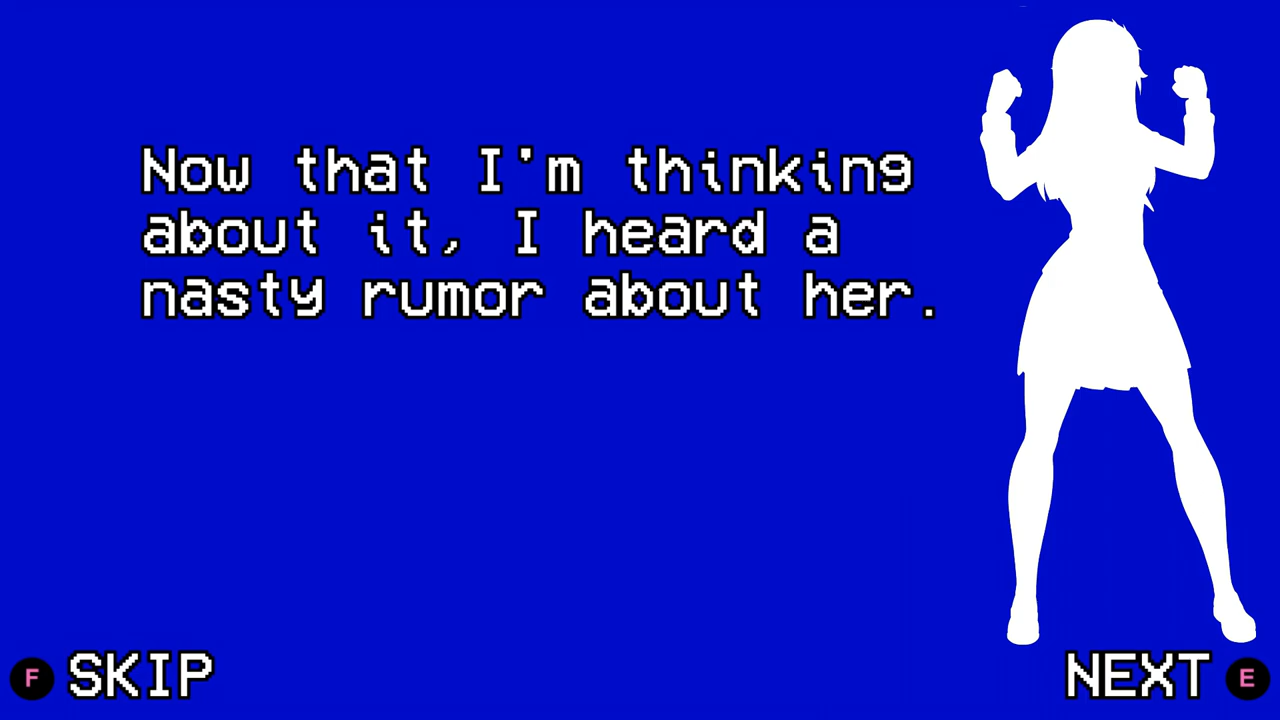 Now that I'm thinking
about it, I heard a
nasty rumor about her.
F SKIP
NEXT E